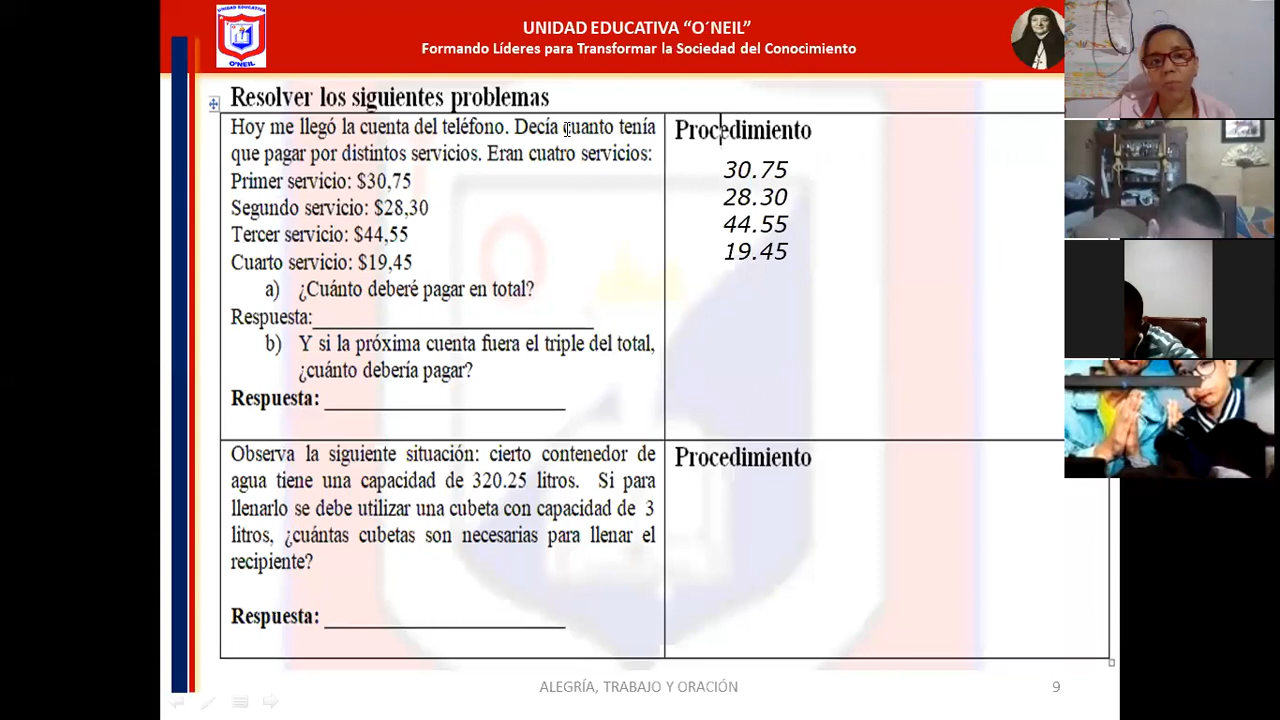 UNIDAD EDUCATIVA
O´NEIL
UNIDAD EDUCATIVA “O´NEIL”
Formando Líderes para Transformar la Sociedad del Conocimiento
Resolver los siguientes problemas
Hoy me llegó la cuenta del teléfono. Decía cuanto tenía
que pagar por distintos servicios. Eran cuatro servicios:
Primer servicio: $30,75
Segundo servicio: $28,30
Tercer servicio: $44,55
Cuarto servicio: $19,45
a) ¿Cuánto deberé pagar en total?
Respuesta:
b) Y si la próxima cuenta fuera el triple del total,
¿cuánto debería pagar?
Respuesta:
Procedimiento
30.75
28.30
44.55
19.45
Observa la siguiente situación: cierto contenedor de
agua tiene una capacidad de 320.25 litros. Si para
llenarlo se debe utilizar una cubeta con capacidad de 3
litros, ¿cuántas cubetas son necesarias para llenar el
recipiente?
Respuesta:
Procedimiento
ALEGRÍA, TRABAJO Y ORACIÓN
9